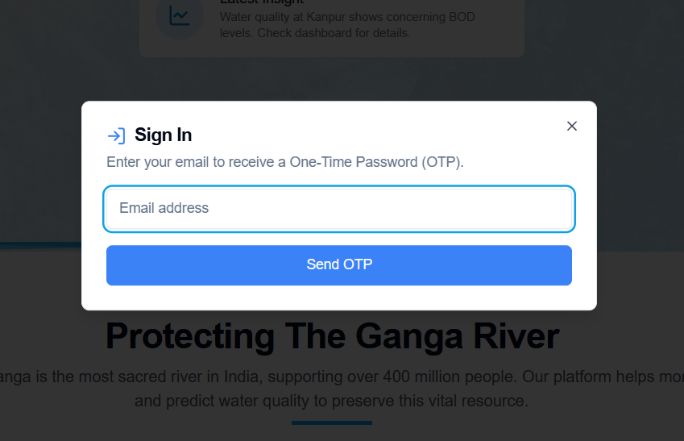 Latest Insight
Water quality at Kanpur shows concerning BOD
levels. Check dashboard for details.
Sign In
Enter your email to receive a One-Time Password (OTP).
Email address
Send OTP
Protecting The Ganga River
anga is the most sacred river in India, supporting over 400 million people. Our platform helps mo
and predict water quality to preserve this vital resource.